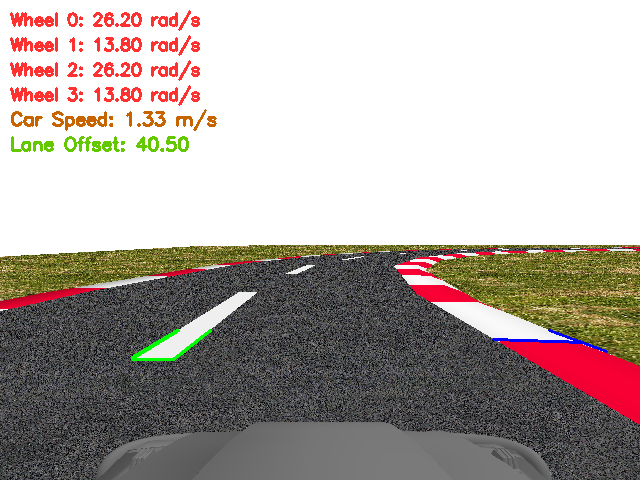 Wheel 0: 26.20 rad/s
Wheel 1: 13.80 rad/s
Wheel 2: 26.20 rad/s
Wheel 3: 13.80 rad/s
Car Speed: 1.33 m/s
Lane Offset: 40.50